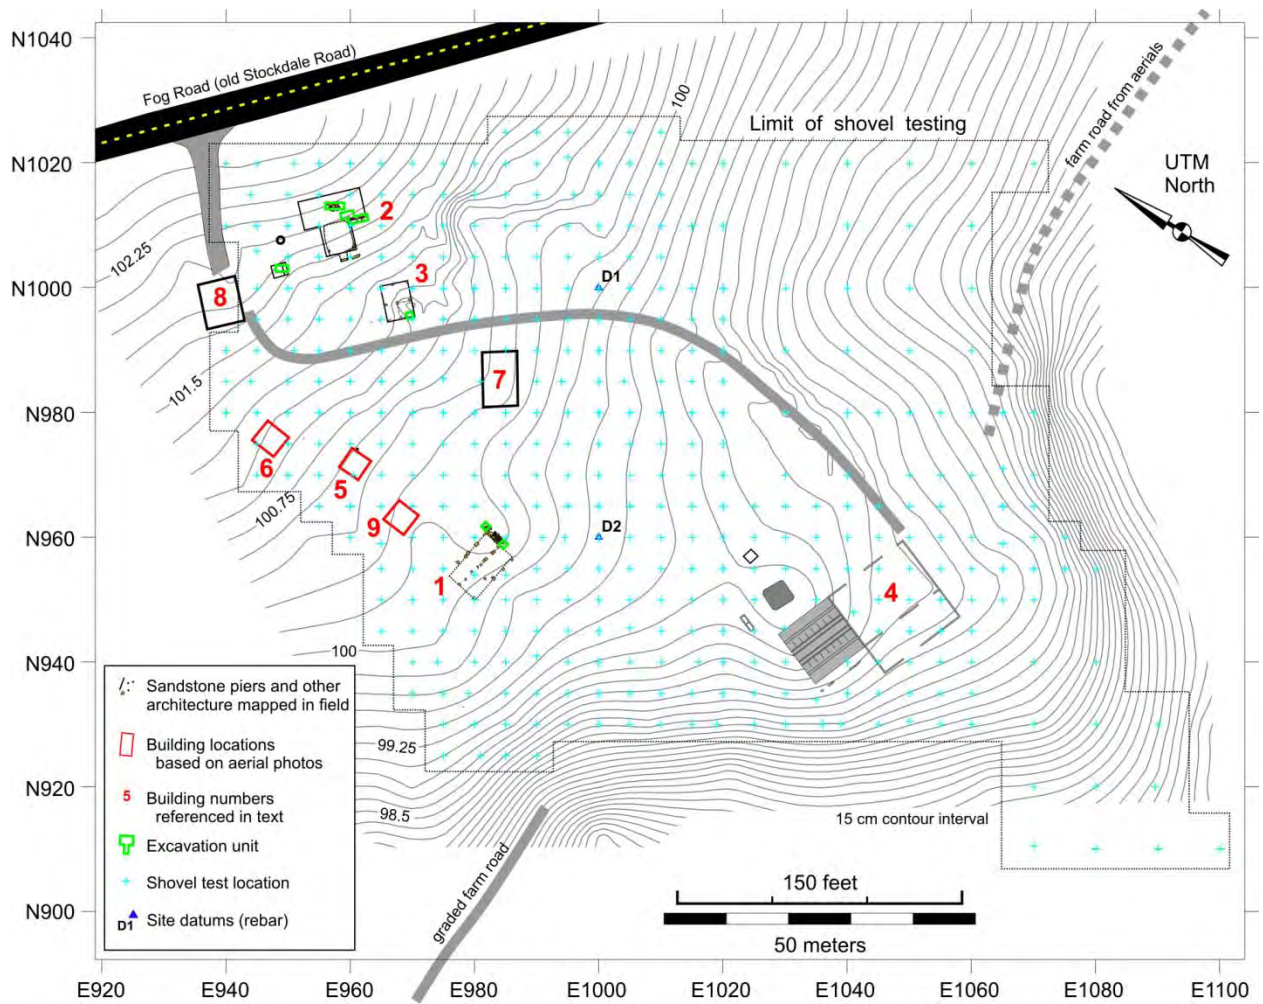 N1040
N1020
N1000
N980
N960
N940
N920
N900
Fog Road (old Stockdale Road)
100
Limit of shovel testing
farm road from aerials
UTM
North
102.25
2
3
8
D1
101.5
7
6
5
100.75
9
D2
1
4
100
99.25
98.5
Sandstone piers and other
architecture mapped in field
Building locations
based on aerial photos
5
Building numbers
referenced in text
Excavation unit
Shovel test location
D1
Site datums (rebar)
graded farm road
15 cm contour interval
150 feet
50 meters
E920
E940
E960
E980
E1000
E1020
E1040
E1060
E1080
E1100